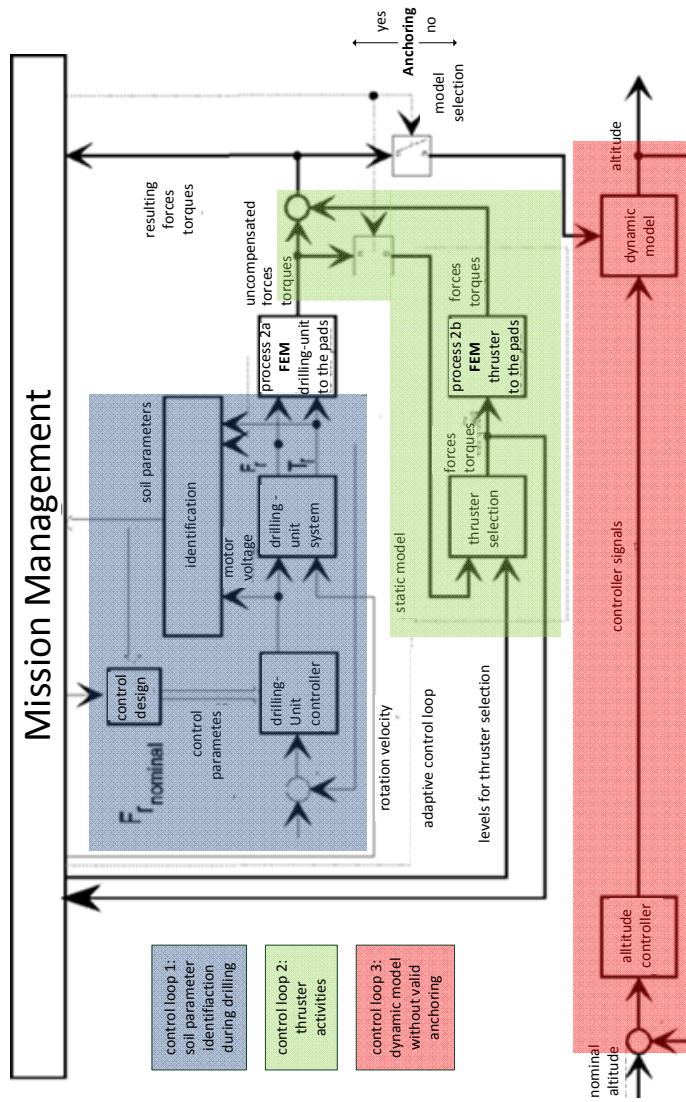 Mission Management
yes
no
Anchoring
model
selection
resulting
forces
torques
uncompensated
forces
torques
process 2a
FEM
drilling-unit
to the pads
forces
torques
process 2b
FEM
thruster
to the pads
altitude
dynamic
model
soil parameters
identification
motor
voltage
Fr
Tr
drilling -
unit
system
static model
forces
torques
thruster
selection
controller signals
control
design
control
parametes
drilling-
Unit
controller
Fr nominal
rotation velocity
adaptive control loop
levels for thruster selection
control loop 1:
soil parameter
identifiaction
during drilling
control loop 2:
thruster
activities
control loop 3:
dynamic model
without valid
anchoring
alltitude
controller
nominal
altitude